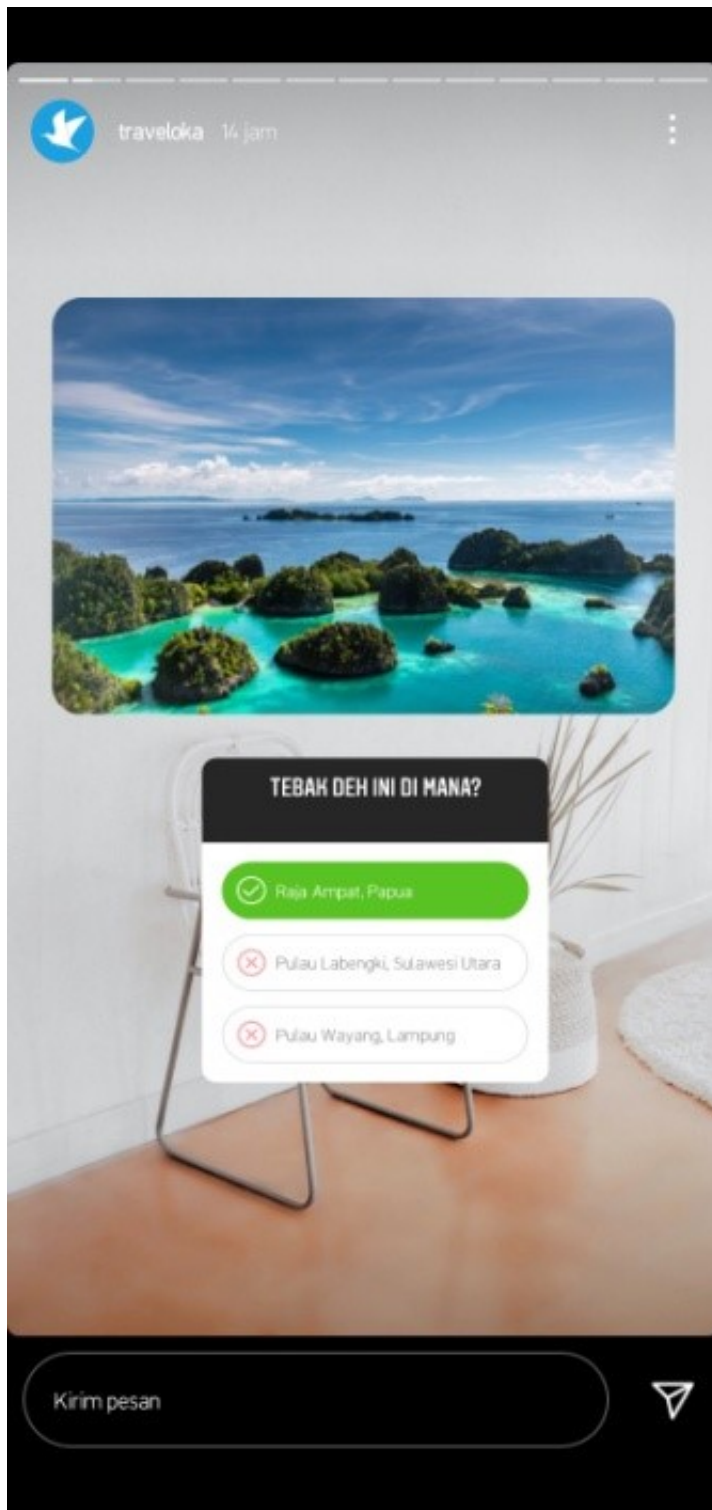 traveloka 14 jam
TEBAK DEH INI DI MANA?
Raja Ampat, Papua
Pulau Labengki, Sulawesi Utara
Pulau Wayang, Lampung
Kirim pesan